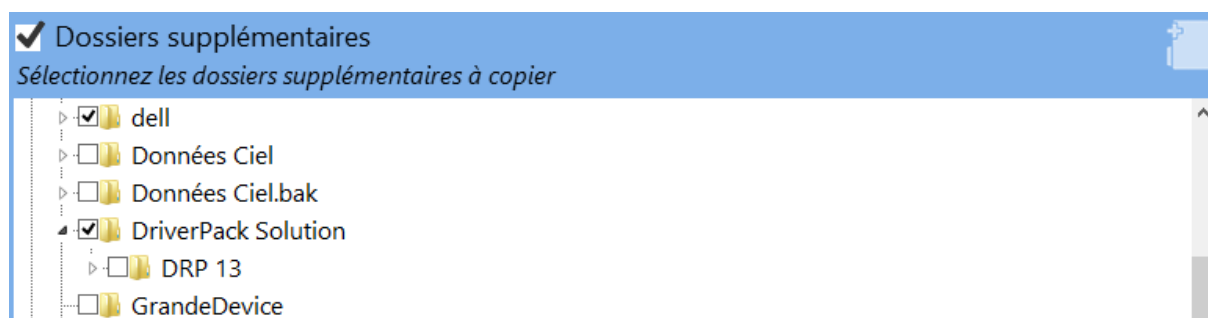 Dossiers supplémentaires
Sélectionnez les dossiers supplémentaires à copier
dell
Données Ciel
Données Ciel.bak
DriverPack Solution
DRP 13
GrandeDevice